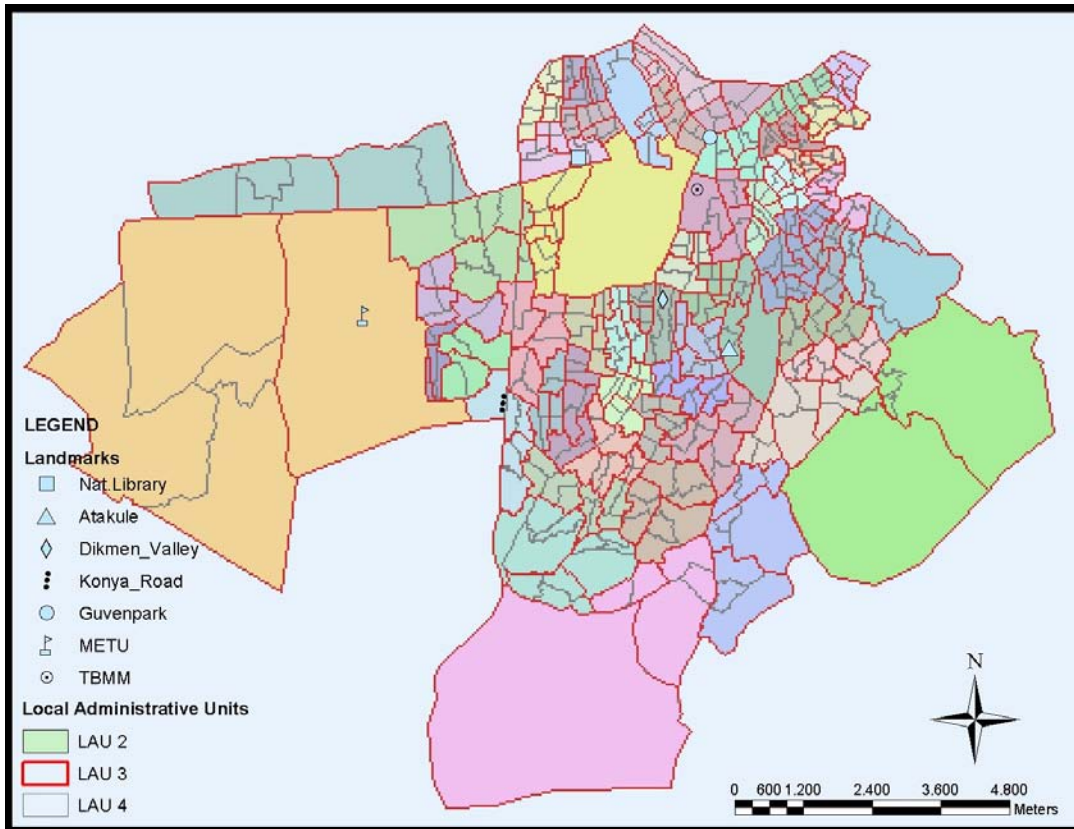 LEGEND
Landmarks
Nat.Library
Atakule
Dikmen_Valley
Konya_Road
Guvenpark
METU
TBMM
Local Administrative Units
LAU 2
LAU 3
LAU 4
N
0 600 1.200 2.400 3.600 4.800
Meters